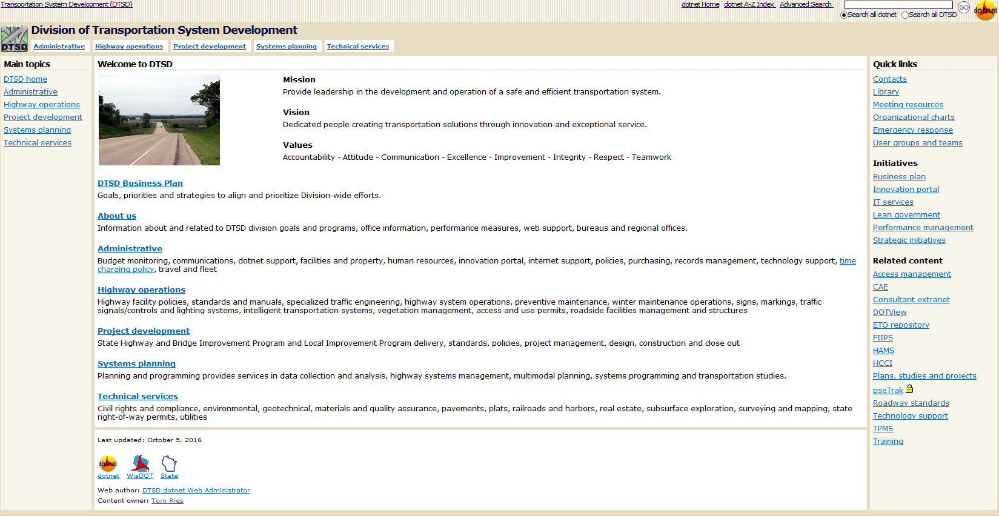 Transportation System Development (DTSD)
dotnet Home dotnet A-Z Index Advanced Search
Search all dotnet Search all DTSD
GO
dotnet
DTSD
Division of Transportation System Development
Administrative Highway operations Project development Systems planning Technical services
Main topics
DTSD home
Administrative
Highway operations
Project development
Systems planning
Technical services
Welcome to DTSD
Mission
Provide leadership in the development and operation of a safe and efficient transportation system.
Vision
Dedicated people creating transportation solutions through innovation and exceptional service.
Values
Accountability - Attitude - Communication - Excellence - Improvement - Integrity - Respect - Teamwork
DTSD Business Plan
Goals, priorities and strategies to align and prioritize Division-wide efforts.
About us
Information about and related to DTSD division goals and programs, office information, performance measures, web support, bureaus and regional offices.
Administrative
Budget monitoring, communications, dotnet support, facilities and property, human resources, innovation portal, internet support, policies, purchasing, records management, technology support, time
charging policy, travel and fleet
Highway operations
Highway facility policies, standards and manuals, specialized traffic engineering, highway system operations, preventive maintenance, winter maintenance operations, signs, markings, traffic
signals/controls and lighting systems, intelligent transportation systems, vegetation management, access and use permits, roadside facilities management and structures
Project development
State Highway and Bridge Improvement Program and Local Improvement Program delivery, standards, policies, project management, design, construction and close out
Systems planning
Planning and programming provides services in data collection and analysis, highway systems management, multimodal planning, systems programming and transportation studies.
Technical services
Civil rights and compliance, environmental, geotechnical, materials and quality assurance, pavements, plats, railroads and harbors, real estate, subsurface exploration, surveying and mapping, state
right-of-way permits, utilities
Last updated: October 5, 2016
dotnet
dotnet WisDOT State
Web author: DTSD dotnet Web Administrator
Content owner: Tom Ries
Quick links
Contacts
Library
Meeting resources
Organizational charts
Emergency response
User groups and teams
Initiatives
Business plan
Innovation portal
IT services
Lean government
Performance management
Strategic initiatives
Related content
Access management
CAE
Consultant extranet
DOTView
ETO repository
FIIPS
HAMS
HCCI
Plans, studies and projects
pseTrak
Roadway standards
Technology support
TPMS
Training